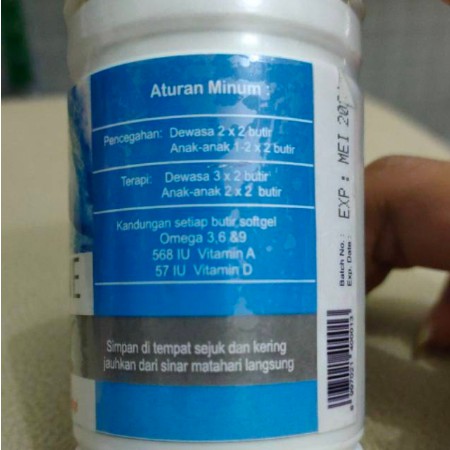 Aturan Minum :
Pencegahan: Dewasa 2 x 2 butir
Anak-anak 1-2 x 2 butir
Terapi: Dewasa 3 x 2 butir
Anak-anak 2 x 2 butir
Kandungan setiap butir softgel
Omega 3,6 &9
568 IU Vitamin A
57 IU Vitamin D
Simpan di tempat sejuk dan kering
jauhkan dari sinar matahari langsung
E
Batch No. :
Exp. Date :
EXP : MEI